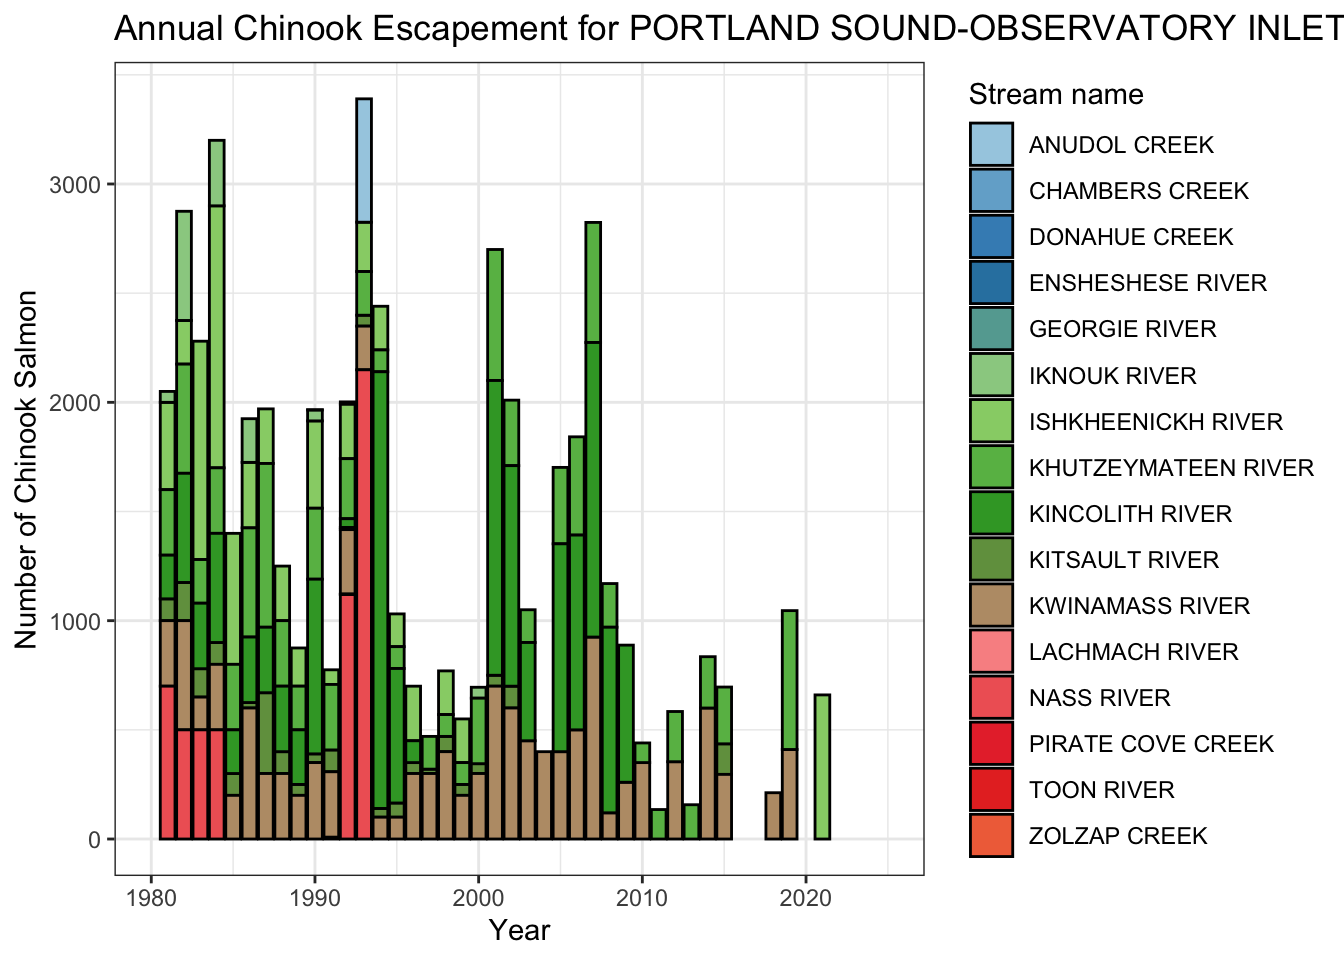 Annual Chinook Escapement for PORTLAND SOUND-OBSERVATORY INLET
Number of Chinook Salmon
3000
2000
1000
0
1980
1990
2000
2010
2020
Year
Stream name
ANUDOL CREEK
CHAMBERS CREEK
DONAHUE CREEK
ENSHESHESE RIVER
GEORGIE RIVER
IKNOUK RIVER
ISHKHEENICKH RIVER
KHUTZEYMATEEN RIVER
KINCOLITH RIVER
KITSAULT RIVER
KWINAMASS RIVER
LACHMACH RIVER
NASS RIVER
PIRATE COVE CREEK
TOON RIVER
ZOLZAP CREEK